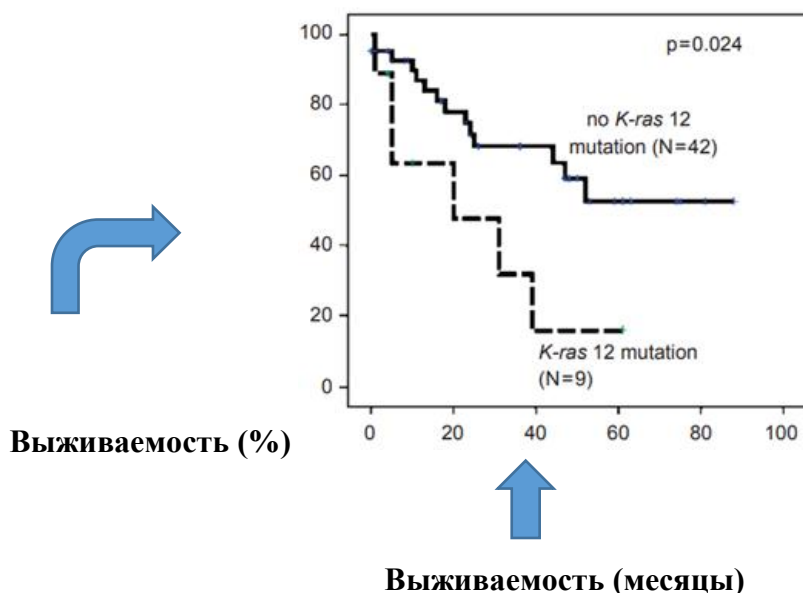 100
80
60
40
20
0
p=0.024
no K-ras 12
mutation (N=42)
K-ras 12 mutation
(N=9)
0 20 40 60 80 100
Выживаемость (%)
Выживаемость (месяцы)